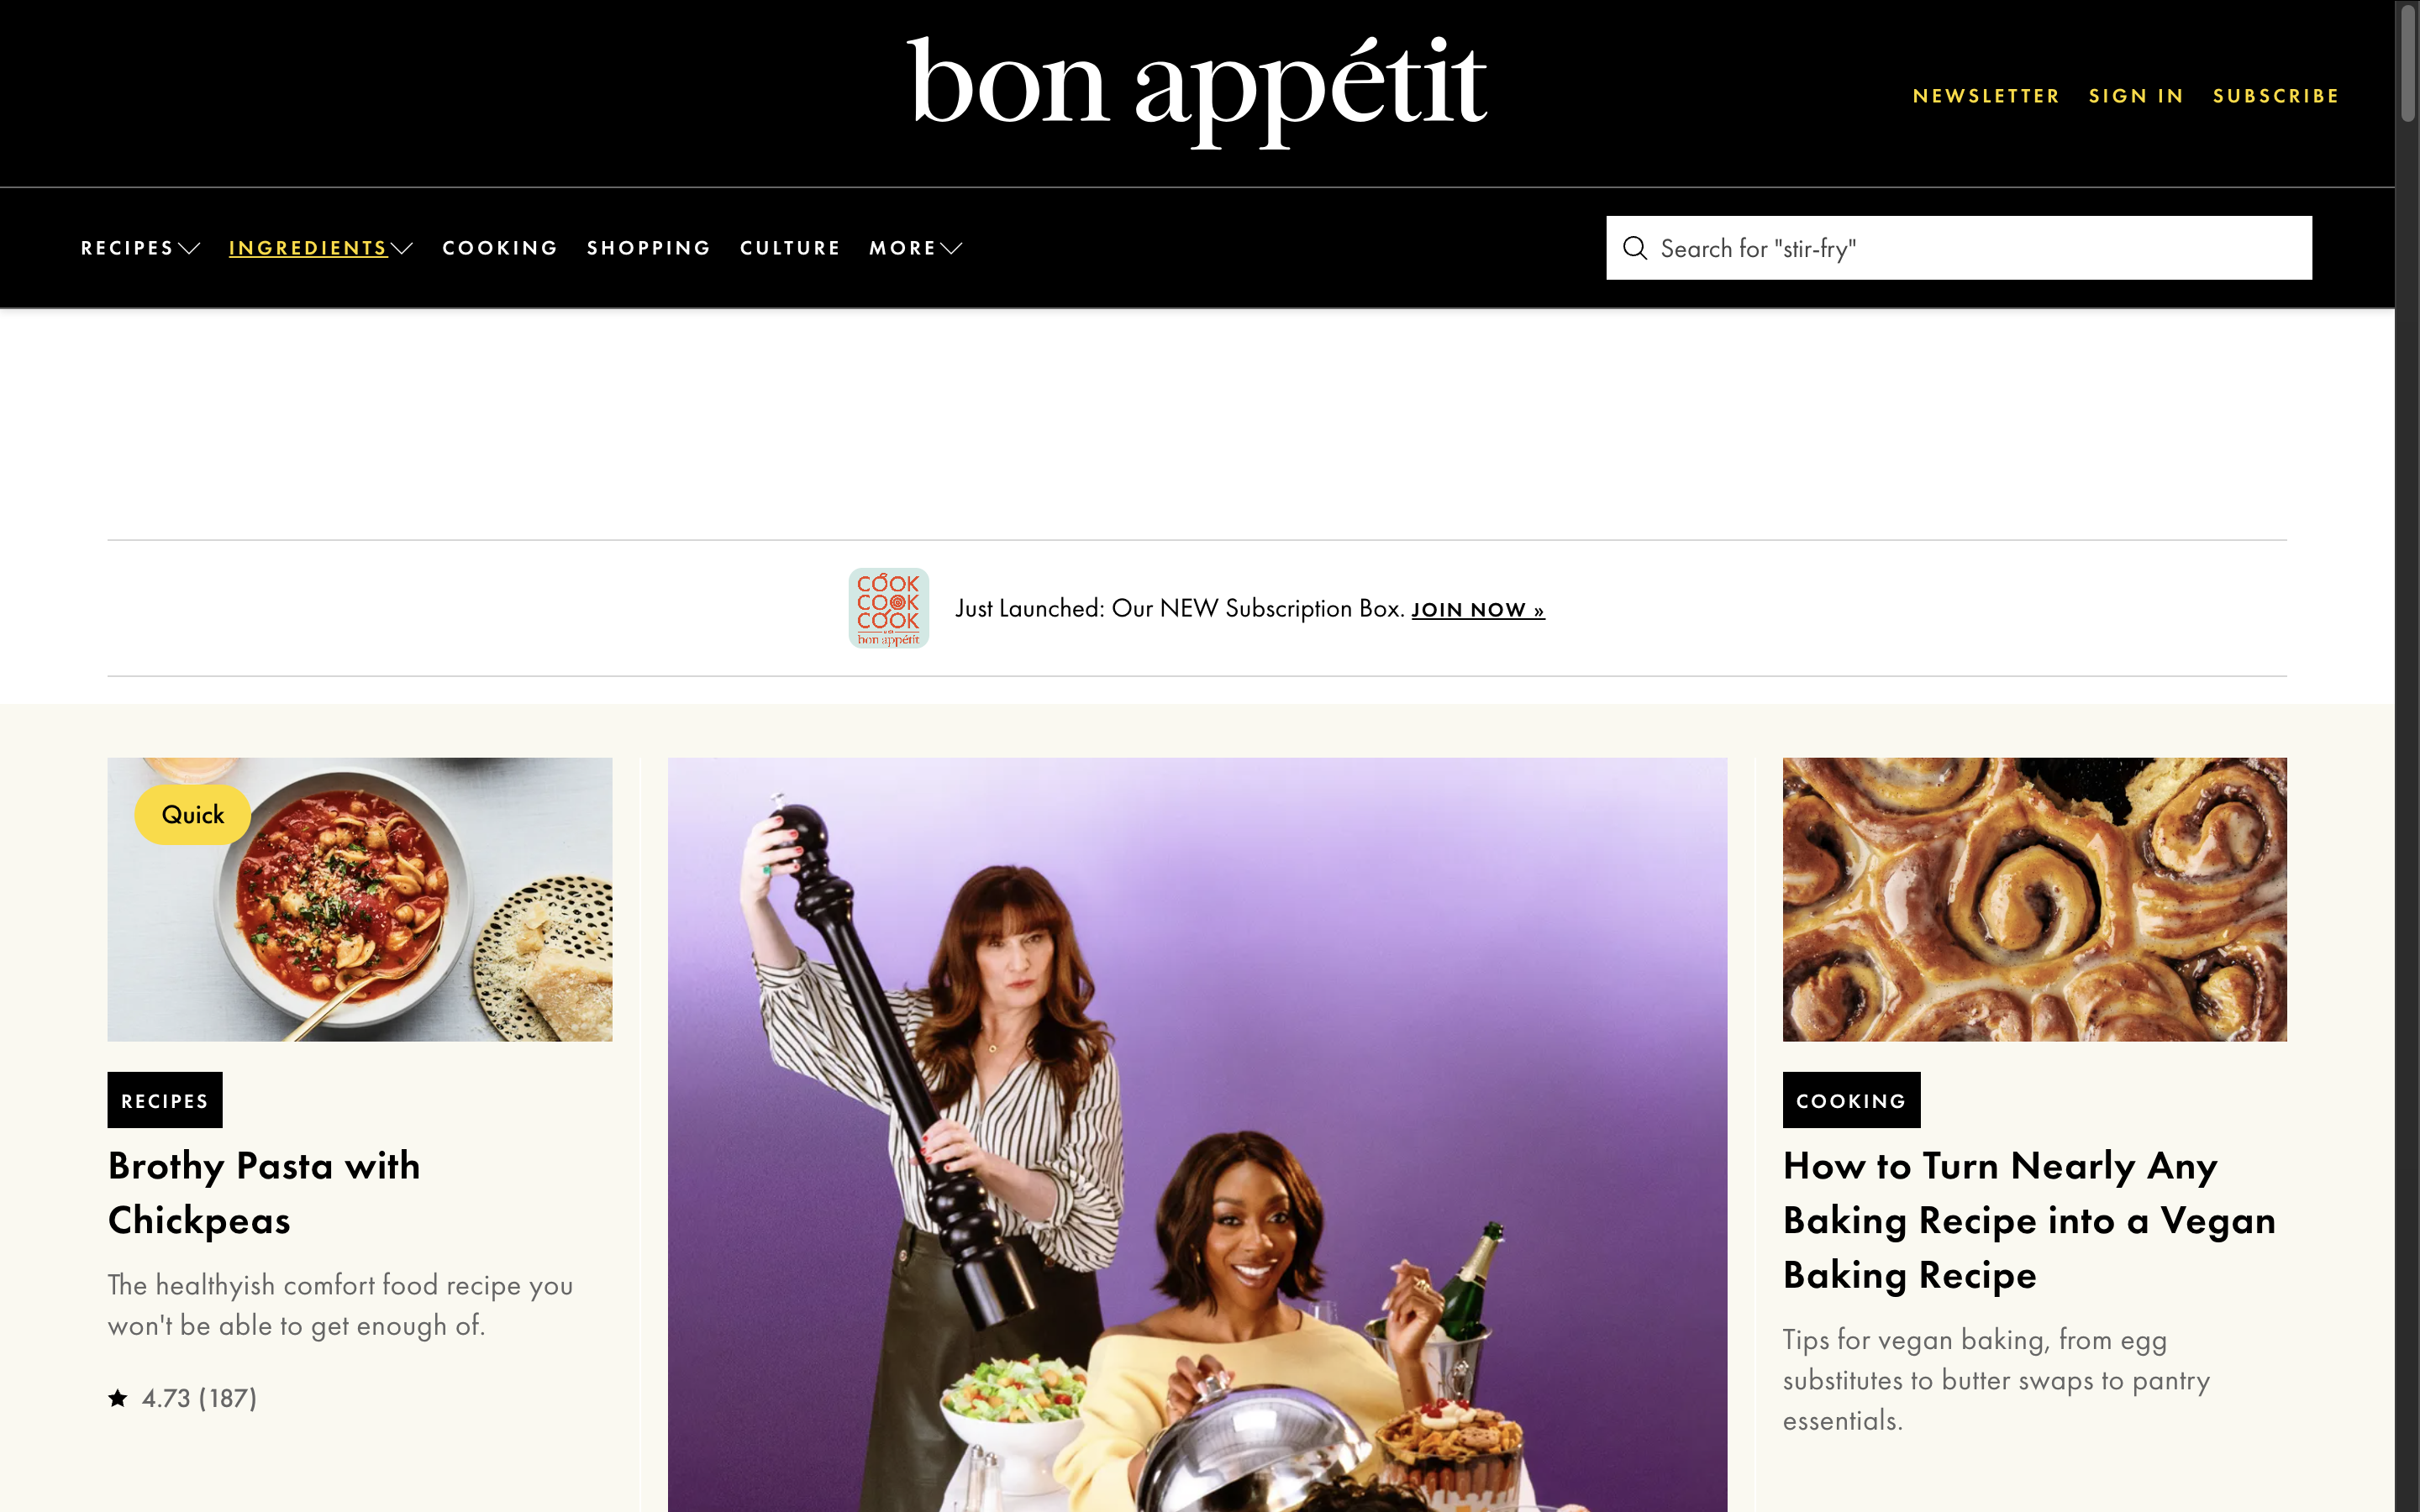 bon appétit
NEWSLETTER SIGN IN SUBSCRIBE
RECIPES INGREDIENTS COOKING SHOPPING CULTURE MORE
Search for "stir-fry"
COOK
COOK
COOK
with
bon appétit
Just Launched: Our NEW Subscription Box. JOIN NOW »
Quick
RECIPES
Brothy Pasta with
Chickpeas
The healthyish comfort food recipe you
won't be able to get enough of.
4.73 (187)
COOKING
How to Turn Nearly Any
Baking Recipe into a Vegan
Baking Recipe
Tips for vegan baking, from egg
substitutes to butter swaps to pantry
essentials.